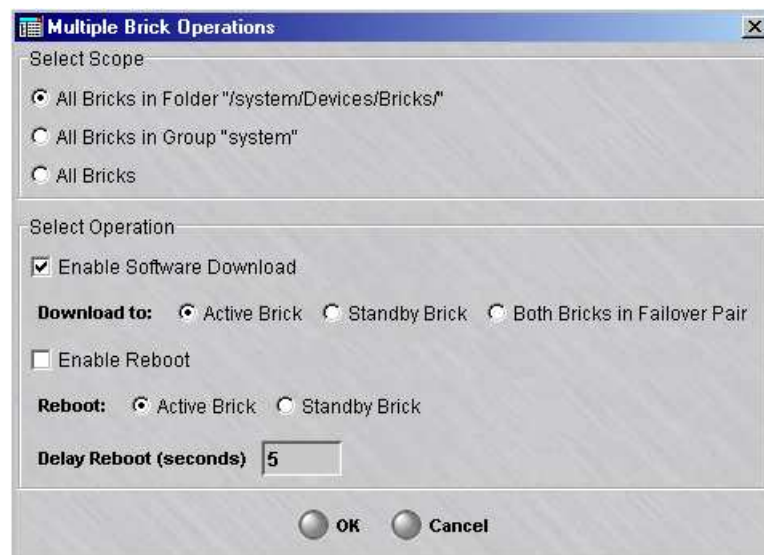 Multiple Brick Operations
Select Scope
All Bricks in Folder "/system/Devices/Bricks/"
All Bricks in Group "system"
All Bricks
Select Operation
Enable Software Download
Download to: Active Brick Standby Brick Both Bricks in Failover Pair
Enable Reboot
Reboot: Active Brick Standby Brick
Delay Reboot (seconds) 5
OK Cancel